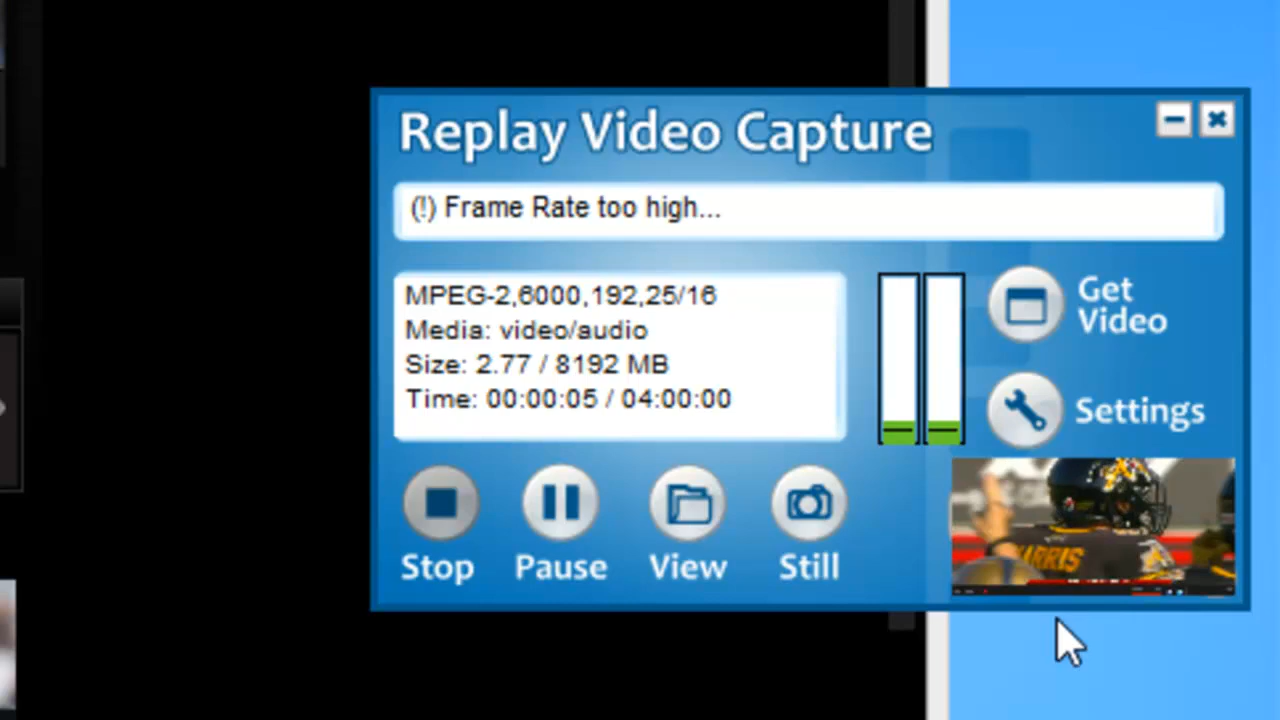 Replay Video Capture
(!) Frame Rate too high...
MPEG-2,6000,192,25/16
Media: video/audio
Size: 2.77 / 8192 MB
Time: 00:00:05 / 04:00:00
Get
Video
Settings
Stop
Pause
View
Still
ARRIS